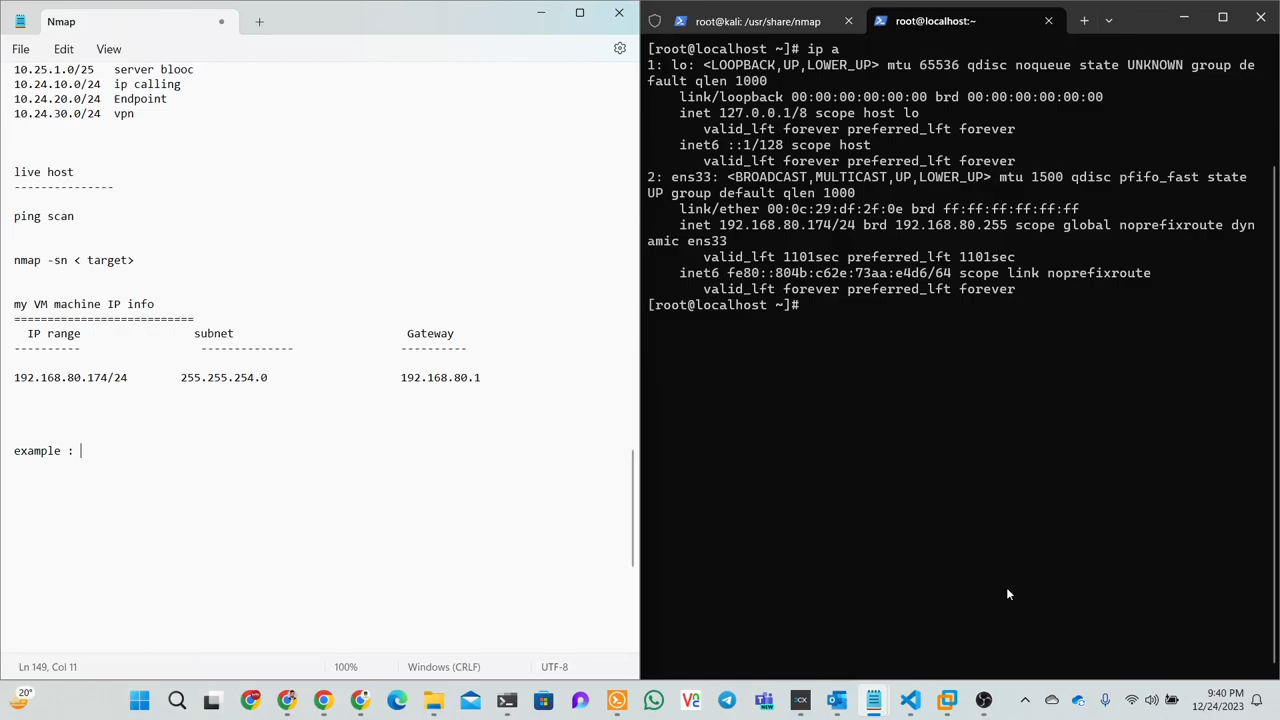 Nmap
File Edit View
10.25.1.0/25 server blooc
10.24.10.0/24 ip calling
10.24.20.0/24 Endpoint
10.24.30.0/24 vpn
live host
---------------
ping scan
nmap -sn < target>
my VM machine IP info
===========================
IP range subnet Gateway
---------- -------------- ----------
192.168.80.174/24 255.255.254.0 192.168.80.1
example :
Ln 149, Col 11 100% Windows (CRLF) UTF-8
root@kali: /usr/share/nmap root@localhost:~
[root@localhost ~]# ip a
1: lo: <LOOPBACK,UP,LOWER_UP> mtu 65536 qdisc noqueue state UNKNOWN group de
fault qlen 1000
link/loopback 00:00:00:00:00:00 brd 00:00:00:00:00:00
inet 127.0.0.1/8 scope host lo
valid_lft forever preferred_lft forever
inet6 ::1/128 scope host
valid_lft forever preferred_lft forever
2: ens33: <BROADCAST,MULTICAST,UP,LOWER_UP> mtu 1500 qdisc pfifo_fast state
UP group default qlen 1000
link/ether 00:0c:29:df:2f:0e brd ff:ff:ff:ff:ff:ff
inet 192.168.80.174/24 brd 192.168.80.255 scope global noprefixroute dyn
amic ens33
valid_lft 1101sec preferred_lft 1101sec
inet6 fe80::804b:c62e:73aa:e4d6/64 scope link noprefixroute
valid_lft forever preferred_lft forever
[root@localhost ~]#
20°
9:40 PM
12/24/2023